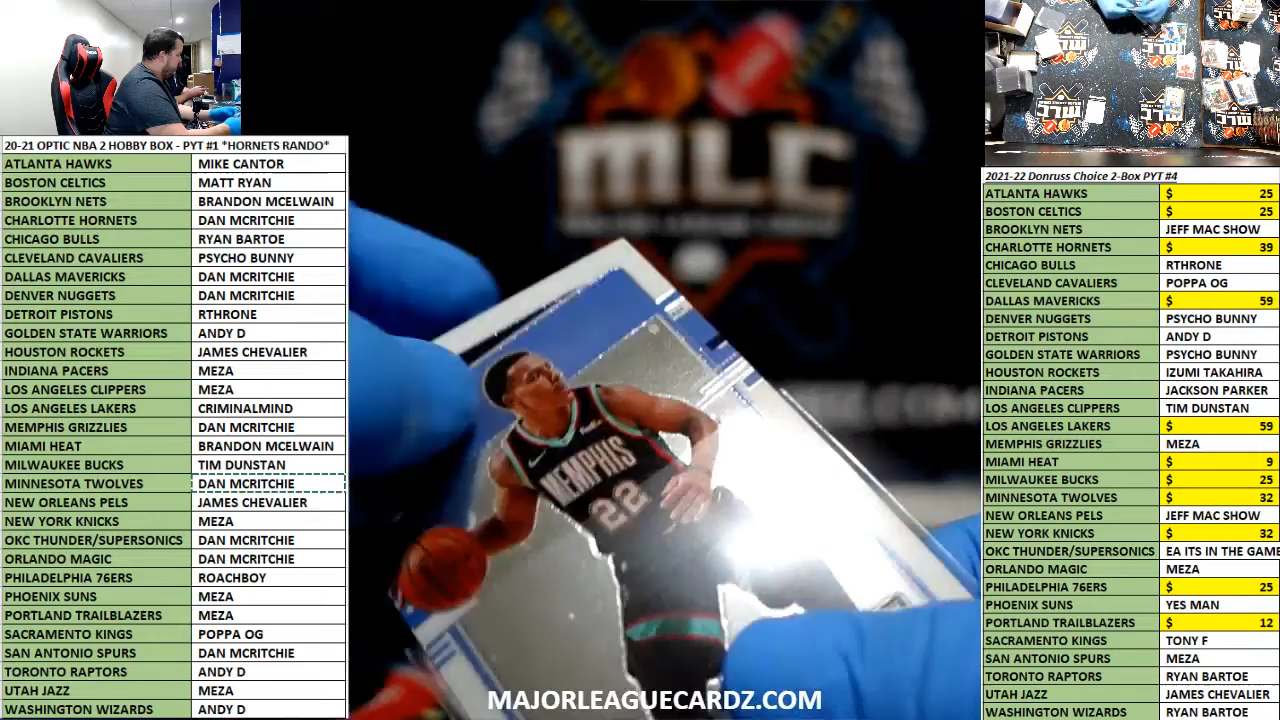 20-21 OPTIC NBA 2 HOBBY BOX - PYT #1 *HORNETS RANDO*
ATLANTA HAWKS MIKE CANTOR
BOSTON CELTICS MATT RYAN
BROOKLYN NETS BRANDON MCELWAIN
CHARLOTTE HORNETS DAN MCRITCHIE
CHICAGO BULLS RYAN BARTOE
CLEVELAND CAVALIERS PSYCHO BUNNY
DALLAS MAVERICKS DAN MCRITCHIE
DENVER NUGGETS DAN MCRITCHIE
DETROIT PISTONS RTHRONE
GOLDEN STATE WARRIORS ANDY D
HOUSTON ROCKETS JAMES CHEVALIER
INDIANA PACERS MEZA
LOS ANGELES CLIPPERS MEZA
LOS ANGELES LAKERS CRIMINALMIND
MEMPHIS GRIZZLIES DAN MCRITCHIE
MIAMI HEAT BRANDON MCELWAIN
MILWAUKEE BUCKS TIM DUNSTAN
MINNESOTA TWOLVES DAN MCRITCHIE
NEW ORLEANS PELS JAMES CHEVALIER
NEW YORK KNICKS MEZA
OKC THUNDER/SUPERSONICS DAN MCRITCHIE
ORLANDO MAGIC DAN MCRITCHIE
PHILADELPHIA 76ERS ROACHBOY
PHOENIX SUNS MEZA
PORTLAND TRAILBLAZERS MEZA
SACRAMENTO KINGS POPPA OG
SAN ANTONIO SPURS DAN MCRITCHIE
TORONTO RAPTORS ANDY D
UTAH JAZZ MEZA
WASHINGTON WIZARDS ANDY D
MLC
MEMPHIS
22
MAJORLEAGUECARDZ.COM
2021-22 Donruss Choice 2-Box PYT #4
ATLANTA HAWKS $ 25
BOSTON CELTICS $ 25
BROOKLYN NETS JEFF MAC SHOW
CHARLOTTE HORNETS $ 39
CHICAGO BULLS RTHRONE
CLEVELAND CAVALIERS POPPA OG
DALLAS MAVERICKS $ 59
DENVER NUGGETS PSYCHO BUNNY
DETROIT PISTONS ANDY D
GOLDEN STATE WARRIORS PSYCHO BUNNY
HOUSTON ROCKETS IZUMI TAKAHIRA
INDIANA PACERS JACKSON PARKER
LOS ANGELES CLIPPERS TIM DUNSTAN
LOS ANGELES LAKERS $ 59
MEMPHIS GRIZZLIES MEZA
MIAMI HEAT $ 9
MILWAUKEE BUCKS $ 25
MINNESOTA TWOLVES $ 32
NEW ORLEANS PELS JEFF MAC SHOW
NEW YORK KNICKS $ 32
OKC THUNDER/SUPERSONICS EA ITS IN THE GAME
ORLANDO MAGIC MEZA
PHILADELPHIA 76ERS $ 25
PHOENIX SUNS YES MAN
PORTLAND TRAILBLAZERS $ 12
SACRAMENTO KINGS TONY F
SAN ANTONIO SPURS MEZA
TORONTO RAPTORS RYAN BARTOE
UTAH JAZZ JAMES CHEVALIER
WASHINGTON WIZARDS RYAN BARTOE